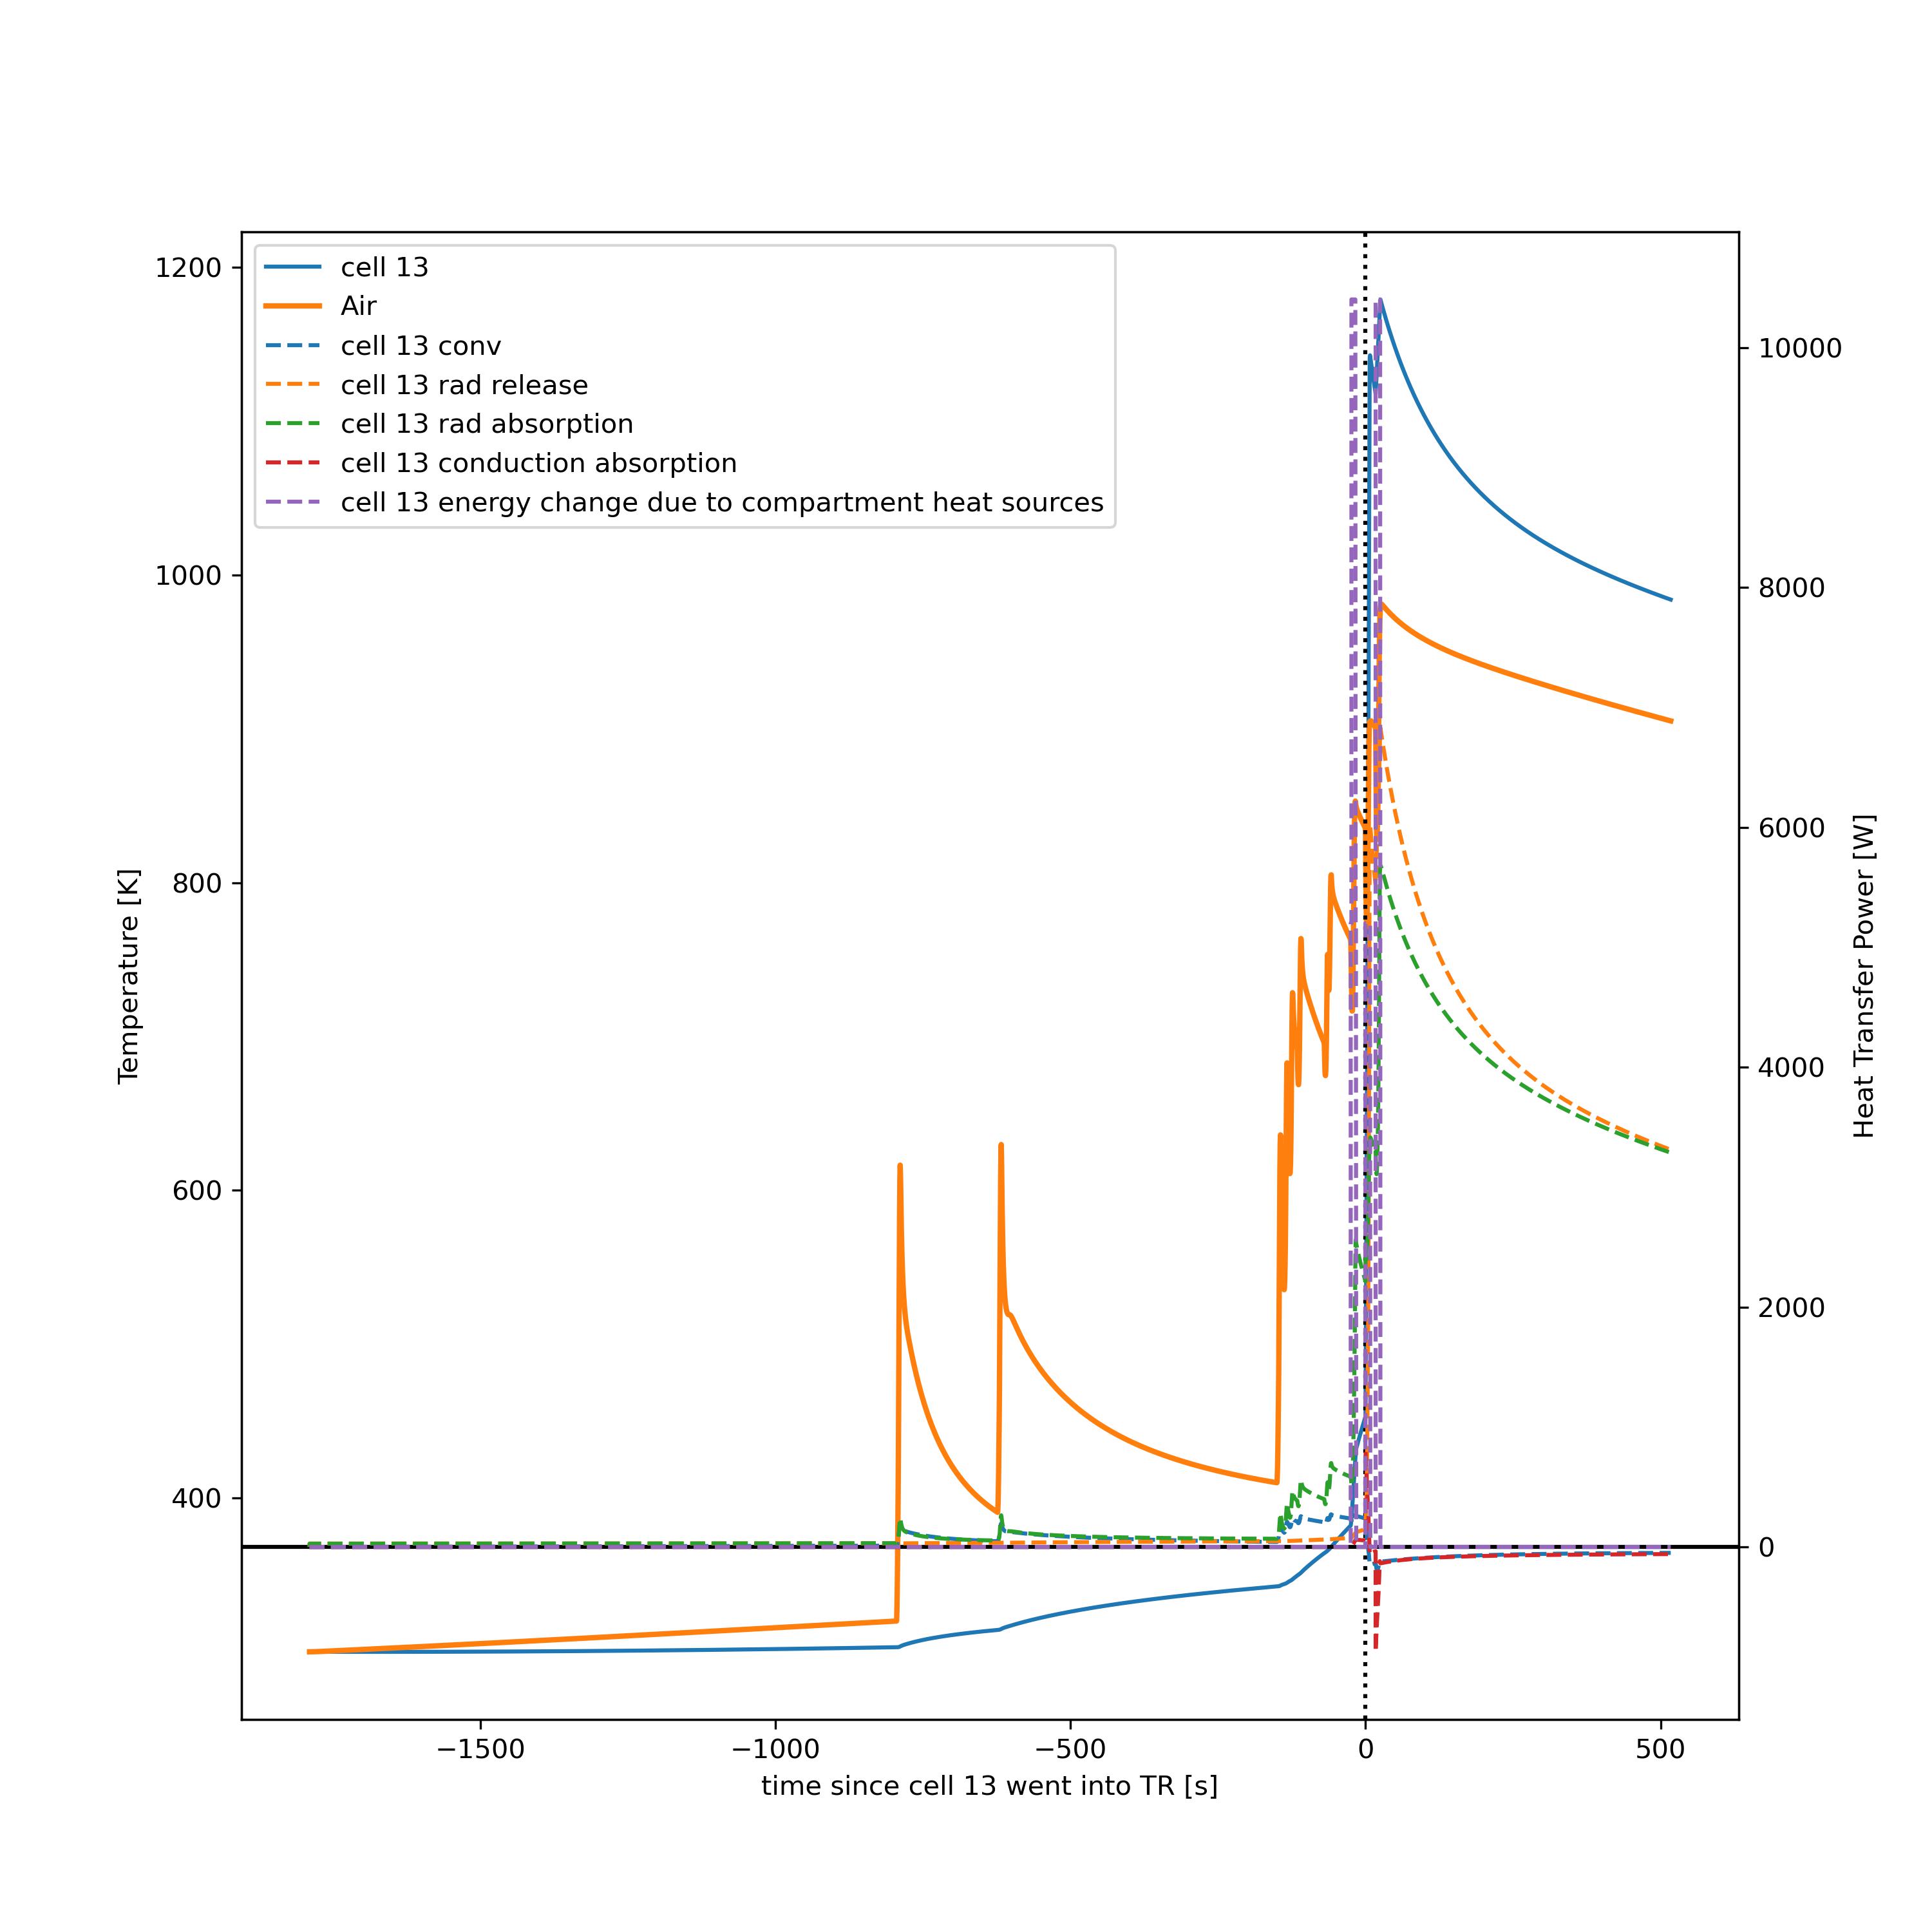 1200
1000
800
600
400
Temperature [K]
cell 13
Air
cell 13 conv
cell 13 rad release
cell 13 rad absorption
cell 13 conduction absorption
cell 13 energy change due to compartment heat sources
10000
8000
6000
4000
2000
0
Heat Transfer Power [W]
−1500
−1000
−500
0
500
time since cell 13 went into TR [s]